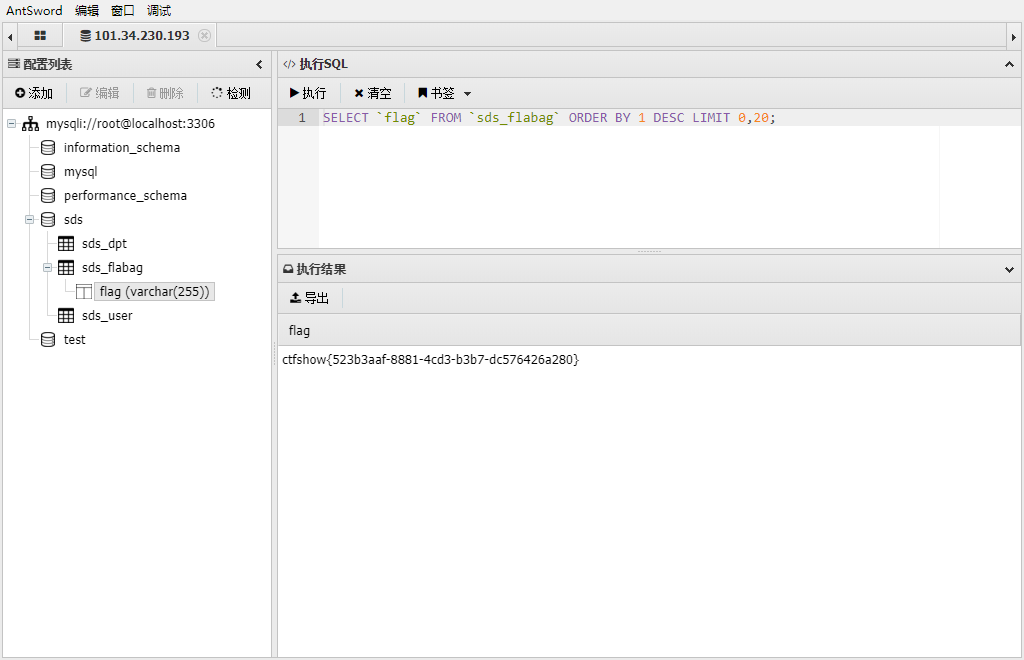 AntSword 编辑 窗口 调试
101.34.230.193
配置列表
添加 编辑 删除 检测
mysqli://root@localhost:3306
information_schema
mysql
performance_schema
sds
sds_dpt
sds_flabag
flag (varchar(255))
sds_user
test
</> 执行SQL
执行 清空 书签
1 SELECT `flag` FROM `sds_flabag` ORDER BY 1 DESC LIMIT 0,20;
执行结果
导出
flag
ctfshow{523b3aaf-8881-4cd3-b3b7-dc576426a280}